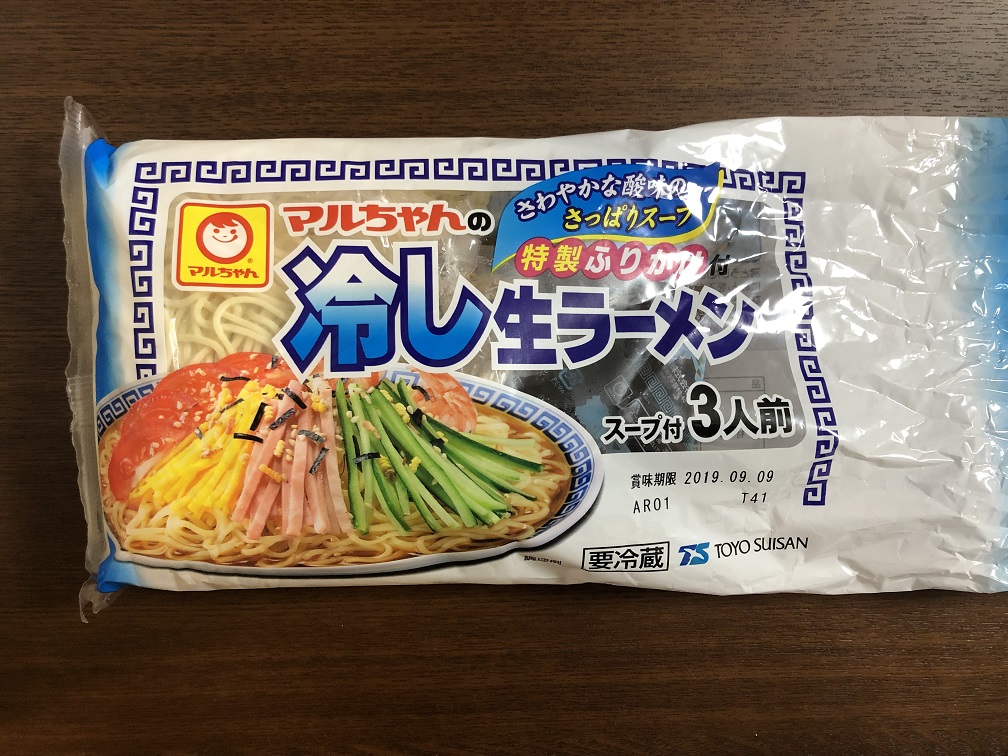 マルちゃん
マルちゃんの
さわやかな酸味の
さっぱりスープ
特製ふりかけ付
冷し生ラーメン
スープ付 3人前
賞味期限 2019.09.09
AR01 T41
要冷蔵 TS TOYO SUISAN